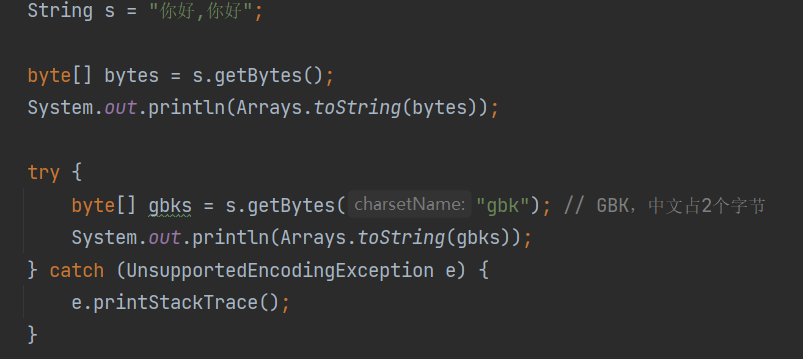 String s = "你好,你好";
byte[] bytes = s.getBytes();
System.out.println(Arrays.toString(bytes));
try {
byte[] gbks = s.getBytes( charsetName: "gbk"); // GBK，中文占2个字节
System.out.println(Arrays.toString(gbks));
} catch (UnsupportedEncodingException e) {
e.printStackTrace();
}